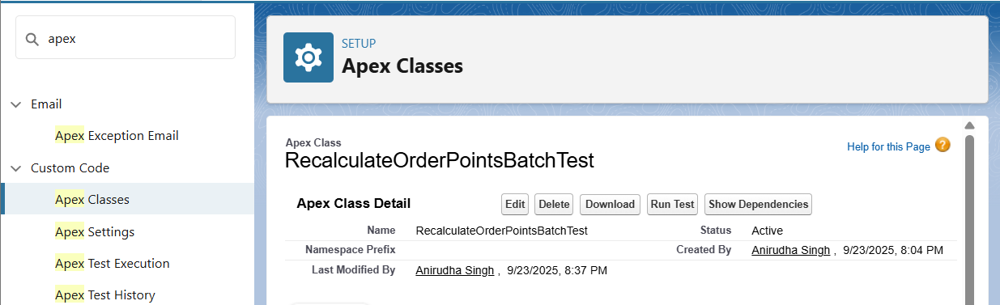 apex
Email
Apex Exception Email
Custom Code
Apex Classes
Apex Settings
Apex Test Execution
Apex Test History
SETUP
Apex Classes
Apex Class
RecalculateOrderPointsBatchTest
Help for this Page ?
Apex Class Detail Edit Delete Download Run Test Show Dependencies
Name RecalculateOrderPointsBatchTest Status Active
Namespace Prefix Created By Anirudha Singh , 9/23/2025, 8:04 PM
Last Modified By Anirudha Singh , 9/23/2025, 8:37 PM